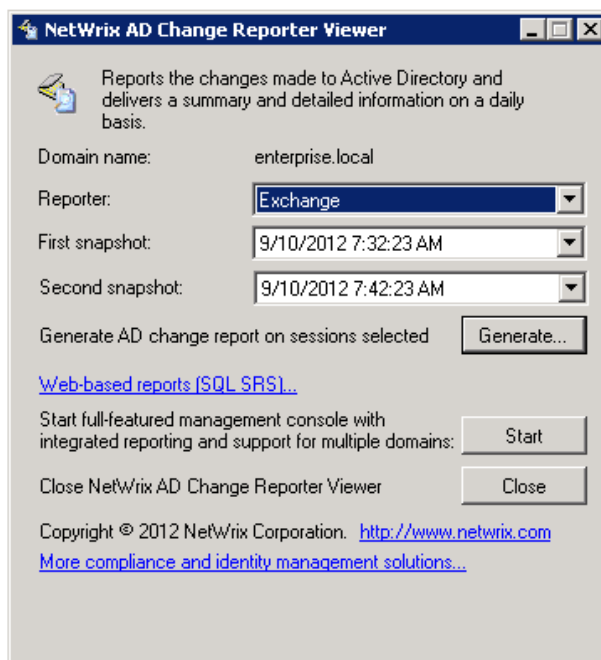 NetWrix AD Change Reporter Viewer
Reports the changes made to Active Directory and
delivers a summary and detailed information on a daily
basis.
Domain name: enterprise.local
Reporter: Exchange
First snapshot: 9/10/2012 7:32:23 AM
Second snapshot: 9/10/2012 7:42:23 AM
Generate AD change report on sessions selected Generate...
Web-based reports (SQL SRS)...
Start full-featured management console with
integrated reporting and support for multiple domains: Start
Close NetWrix AD Change Reporter Viewer Close
Copyright © 2012 NetWrix Corporation. http://www.netwrix.com
More compliance and identity management solutions...